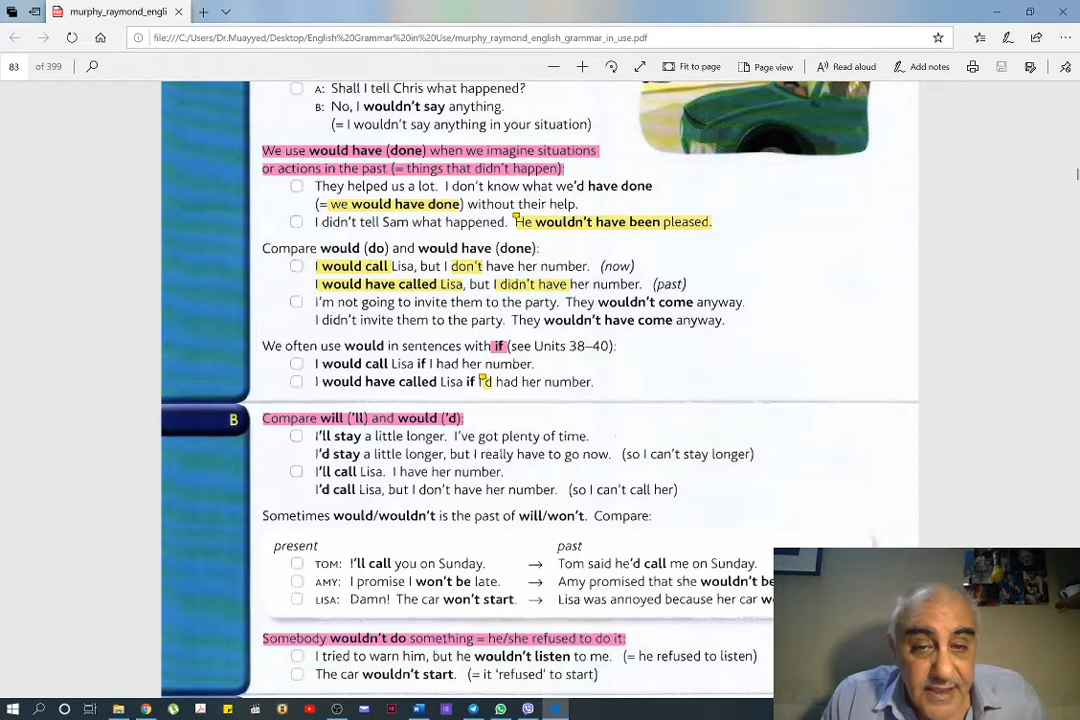 murphy_raymond_engli
file:///C:/Users/Dr.Muayyed/Desktop/English%20Grammar%20in%20Use/murphy_raymond_english_grammar_in_use.pdf
83 of 399
Fit to page
Page view
Read aloud
Add notes
A: Shall I tell Chris what happened?
B: No, I wouldn't say anything.
(= I wouldn't say anything in your situation)
We use would have (done) when we imagine situations
or actions in the past (= things that didn't happen):
They helped us a lot. I don't know what we'd have done
(= we would have done) without their help.
I didn't tell Sam what happened. He wouldn't have been pleased.
Compare would (do) and would have (done):
I would call Lisa, but I don't have her number. (now)
I would have called Lisa, but I didn't have her number. (past)
I'm not going to invite them to the party. They wouldn't come anyway.
I didn't invite them to the party. They wouldn't have come anyway.
We often use would in sentences with if (see Units 38–40):
I would call Lisa if I had her number.
I would have called Lisa if I'd had her number.
B
Compare will ('ll) and would ('d):
I'll stay a little longer. I've got plenty of time.
I'd stay a little longer, but I really have to go now. (so I can't stay longer)
I'll call Lisa. I have her number.
I'd call Lisa, but I don't have her number. (so I can't call her)
Sometimes would/wouldn't is the past of will/won't. Compare:
present past
TOM: I'll call you on Sunday. → Tom said he'd call me on Sunday.
AMY: I promise I won't be late. → Amy promised that she wouldn't be
LISA: Damn! The car won't start. → Lisa was annoyed because her car
Somebody wouldn't do something = he/she refused to do it:
I tried to warn him, but he wouldn't listen to me. (= he refused to listen)
The car wouldn't start. (= it 'refused' to start)